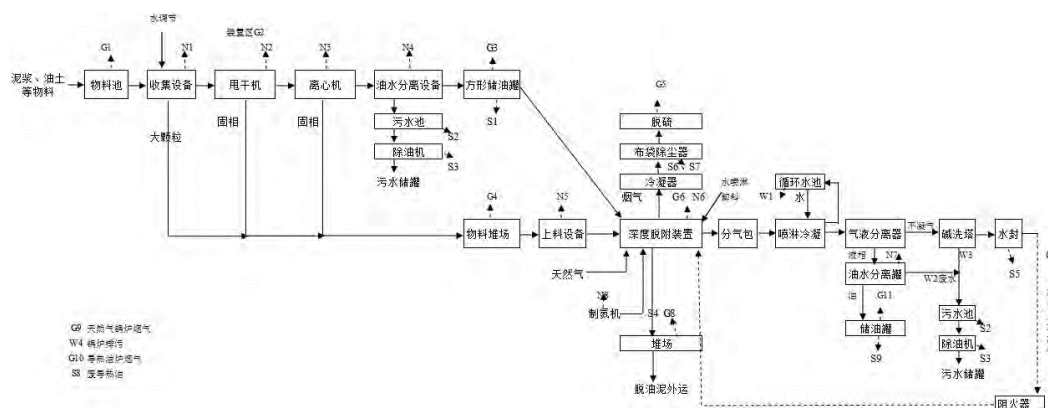 水调节
G1
N1
装置区G2
N2
N3
N4
G3
泥浆、油土
等物料
物料池
收集设备
甩干机
离心机
油水分离设备
方形储油罐
S1
大颗粒
固相
固相
污水池
S2
除油机
S3
污水储罐
G5
脱硫
布袋除尘器
S6、S7
冷凝器
烟气
G6
N6
水喷淋
卸料
循环水池
W1
水
G4
N5
物料堆场
上料设备
深度脱附装置
分气包
喷淋冷凝
气液分离器
不凝气
碱洗塔
水封
S5
液相
N7
W3
油水分离罐
W2废水
油
G11
储油罐
S9
污水池
S2
除油机
S3
污水储罐
天然气
N8
制氮机
S4
G8
堆场
脱油泥外运
阻火器
G9 天然气锅炉烟气
W4 锅炉排污
G10 导热油炉烟气
S8 废导热油